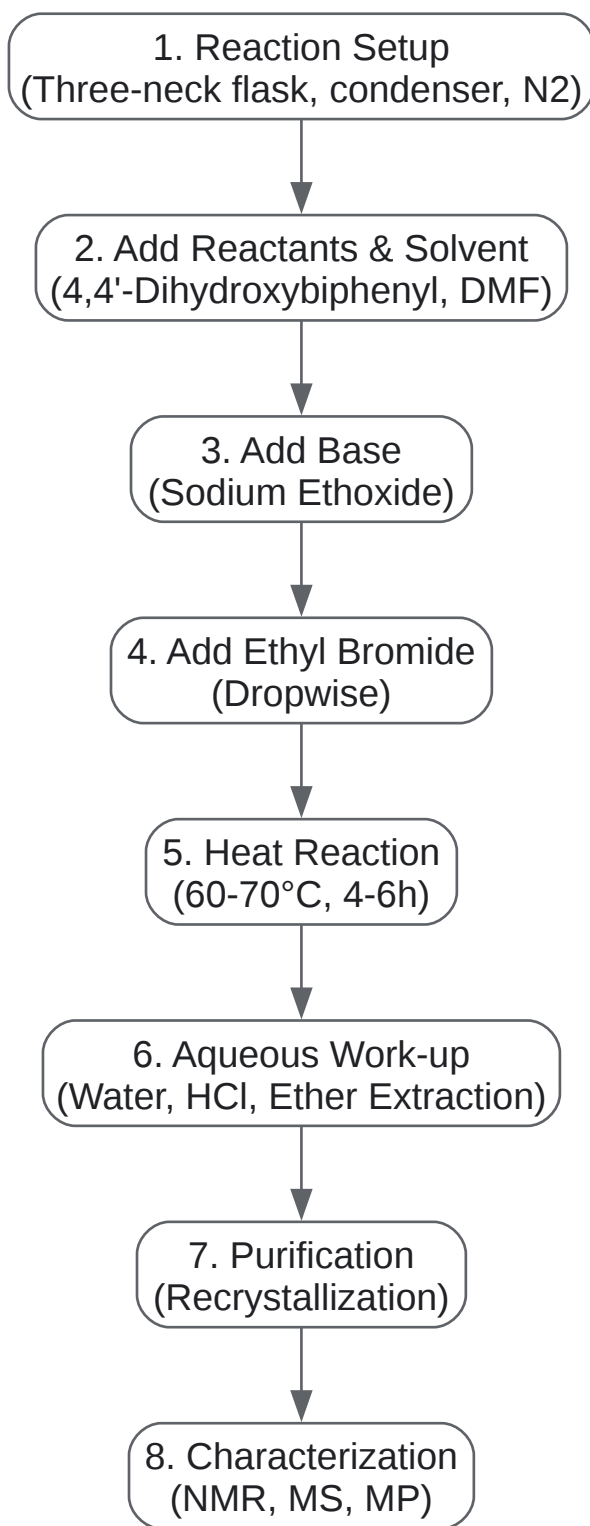 1. Reaction Setup
(Three-neck flask, condenser, N2)
2. Add Reactants & Solvent
(4,4'-Dihydroxybiphenyl, DMF)
3. Add Base
(Sodium Ethoxide)
4. Add Ethyl Bromide
(Dropwise)
5. Heat Reaction
(60-70°C, 4-6h)
6. Aqueous Work-up
(Water, HCl, Ether Extraction)
7. Purification
(Recrystallization)
8. Characterization
(NMR, MS, MP)